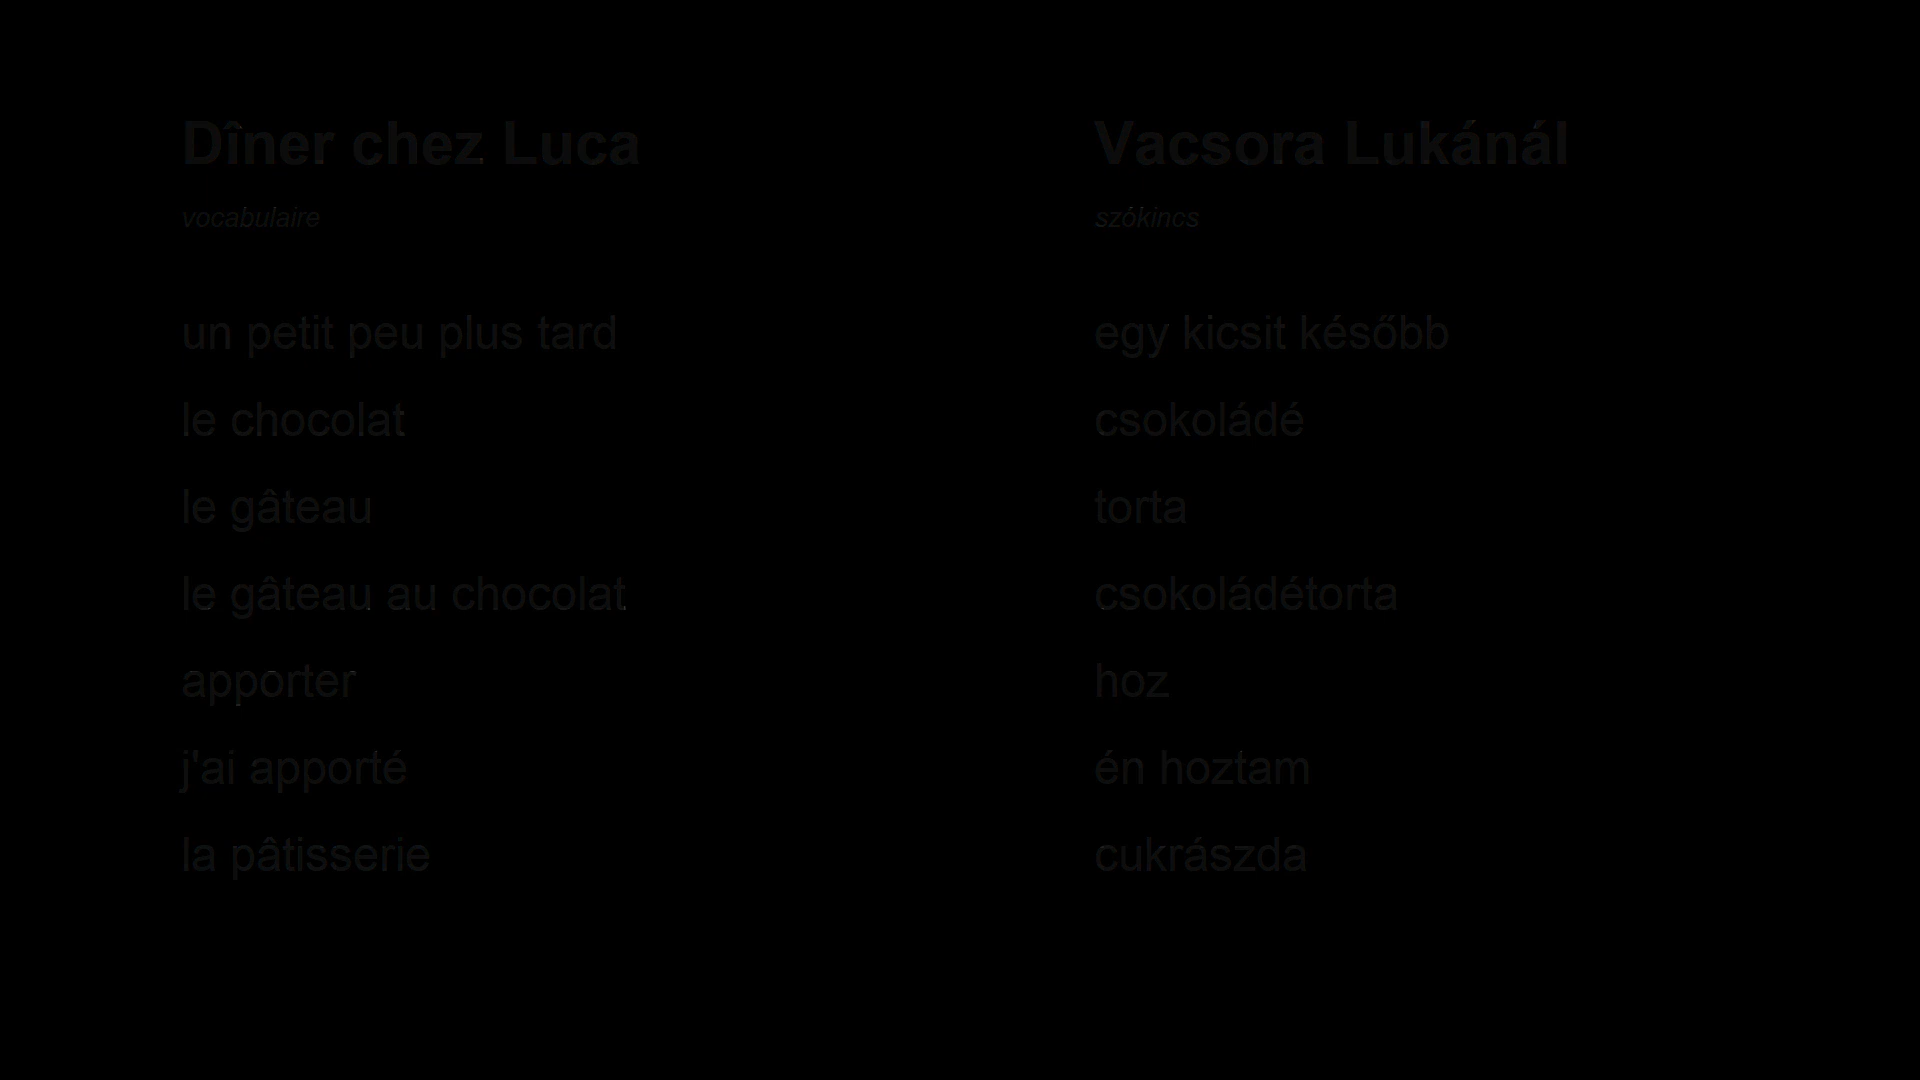 Dîner chez Luca
vocabulaire
un petit peu plus tard
le chocolat
le gâteau
le gâteau au chocolat
apporter
j'ai apporté
la pâtisserie
Vacsora Lukánál
szókincs
egy kicsit később
csokoládé
torta
csokoládétorta
hoz
én hoztam
cukrászda